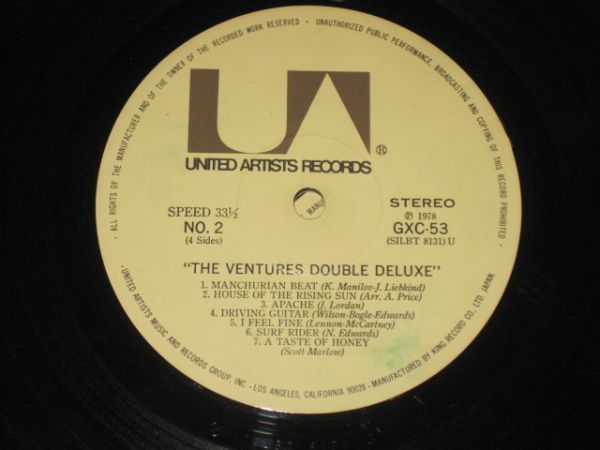 • ALL RIGHTS OF THE MANUFACTURER AND OF THE OWNER OF THE RECORDED WORK RESERVED • UNAUTHORIZED PUBLIC PERFORMANCE, BROADCASTING AND COPYING OF THIS RECORD PROHIBITED.
UA®
UNITED ARTISTS RECORDS
SPEED 33⅓
NO. 2
(4 Sides)
STEREO
Ⓟ 1978
GXC-53
(SILBT 8131) U
"THE VENTURES DOUBLE DELUXE"
1. MANCHURIAN BEAT (K. Manilov-J. Liebkind)
2. HOUSE OF THE RISING SUN (Arr. A. Price)
3. APACHE (J. Lordan)
4. DRIVING GUITAR (Wilson-Bogle-Edwards)
5. I FEEL FINE (Lennon-McCartney)
6. SURF RIDER (N. Edwards)
7. A TASTE OF HONEY
(Scott-Marlow)
UNITED ARTISTS MUSIC AND RECORDS GROUP, INC. - LOS ANGELES, CALIFORNIA 90028 - MANUFACTURED BY KING RECORD CO. LTD, JAPAN.